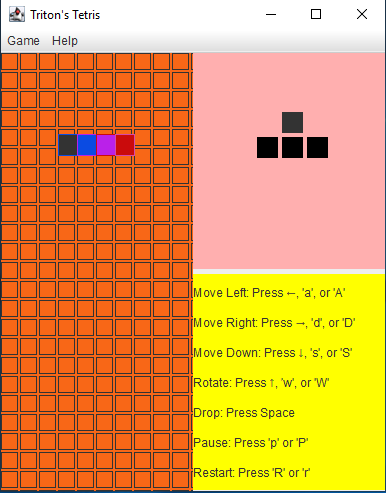 Triton's Tetris
Game Help
Move Left: Press ←, 'a', or 'A'
Move Right: Press →, 'd', or 'D'
Move Down: Press ↓, 's', or 'S'
Rotate: Press ↑, 'w', or 'W'
Drop: Press Space
Pause: Press 'p' or 'P'
Restart: Press 'R' or 'r'